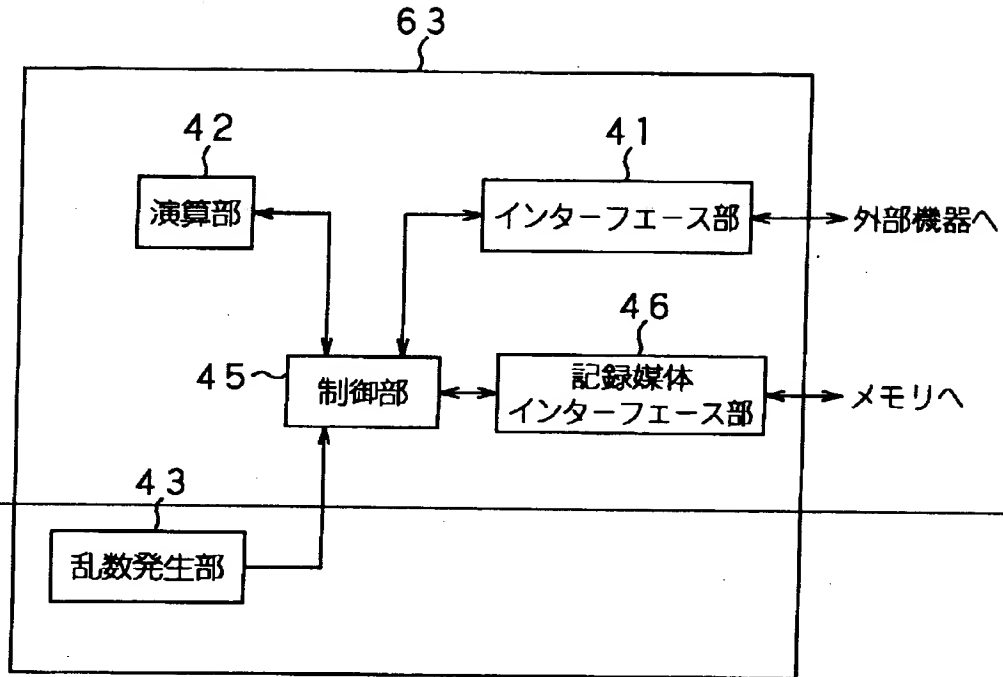 63
42
41
演算部
インターフェース部
外部機器へ
46
45
制御部
記録媒体
インターフェース部
メモリへ
43
乱数発生部